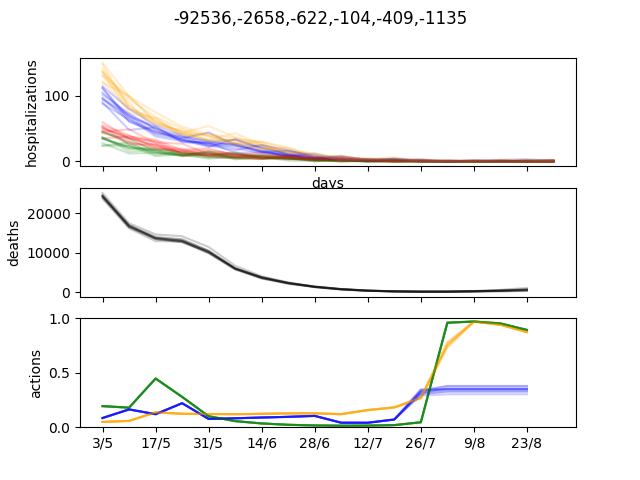 -92536,-2658,-622,-104,-409,-1135
hospitalizations
100
0
days
deaths
20000
10000
0
actions
1.0
0.5
0.0
3/5 17/5 31/5 14/6 28/6 12/7 26/7 9/8 23/8